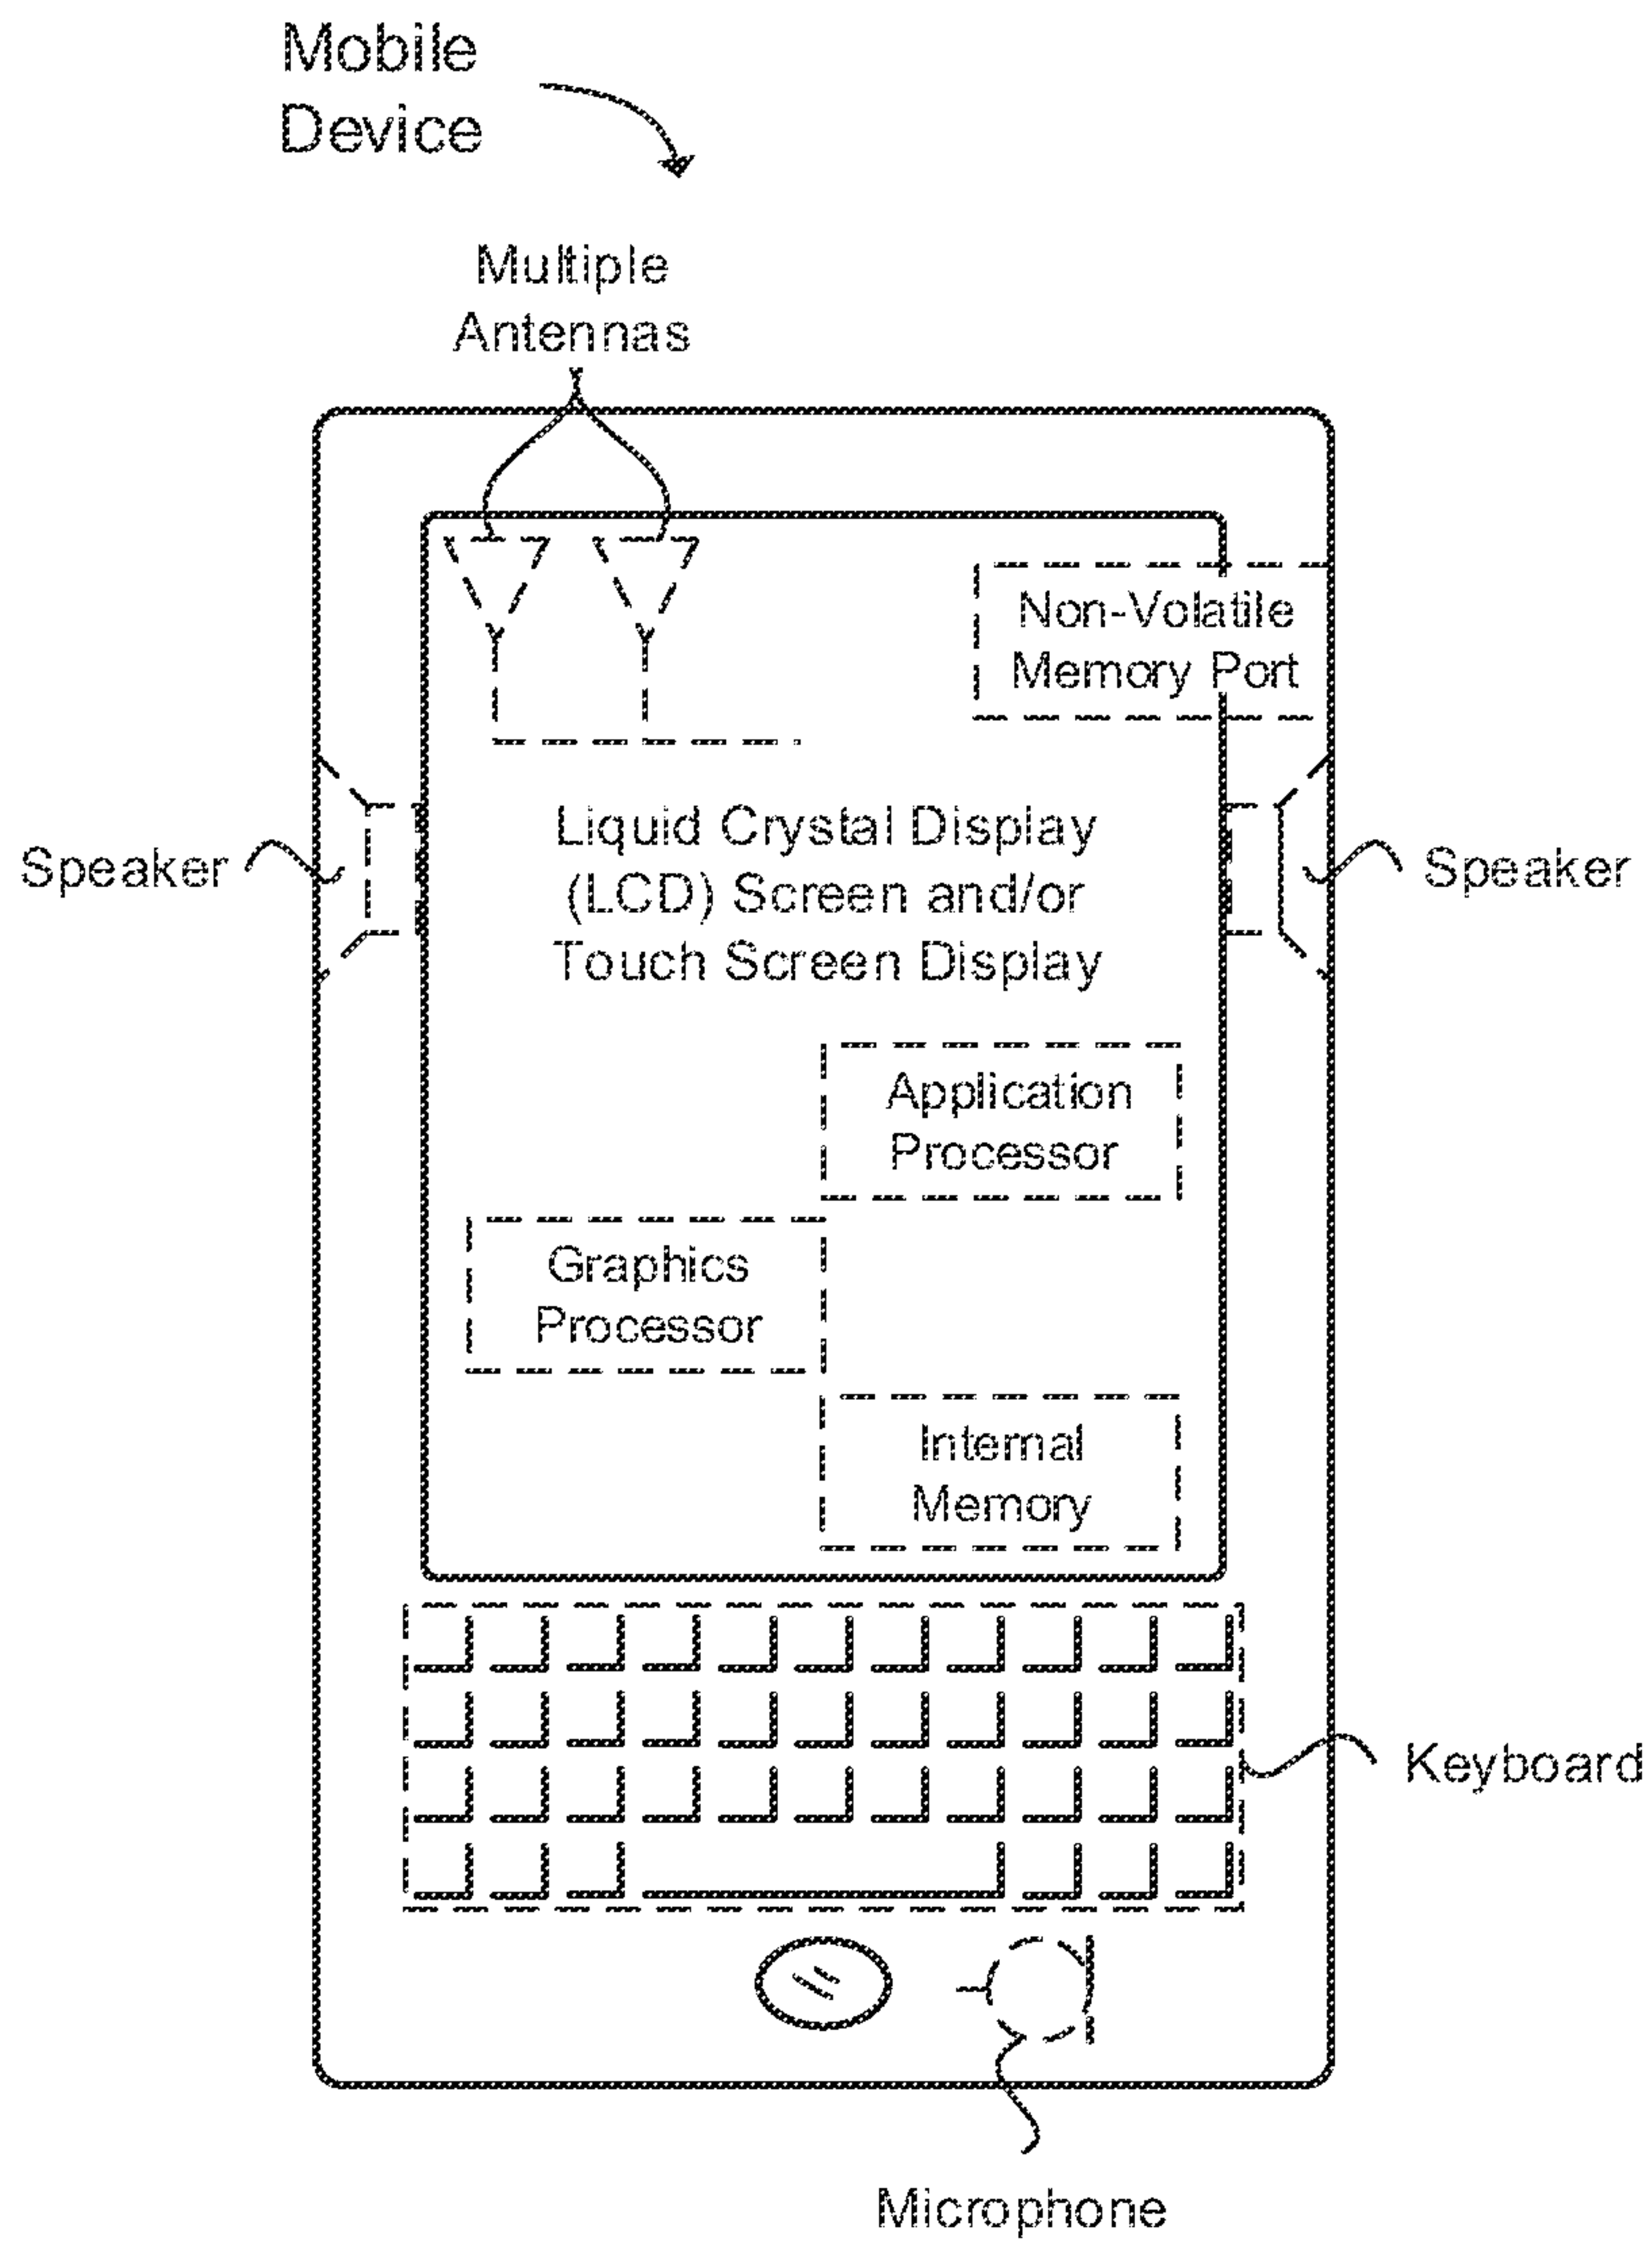 Mobile
Device
Multiple
Antennas
Non-Volatile
Memory Port
Speaker
Liquid Crystal Display
(LCD) Screen and/or
Touch Screen Display
Speaker
Application
Processor
Graphics
Processor
Internal
Memory
Keyboard
Microphone